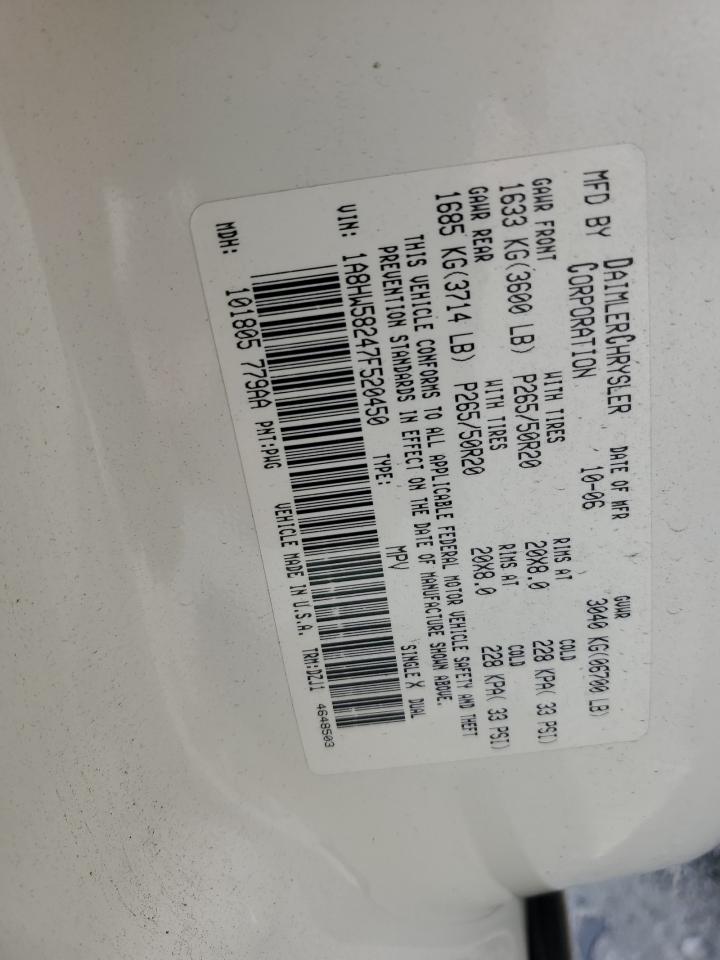 MFD BY DAIMLERCHRYSLER CORPORATION DATE OF MFR 10-06 GVWR 3040 KG(06700 LB)
GAWR FRONT WITH TIRES RIMS AT COLD
1633 KG(3600 LB) P265/50R20 20X8.0 228 KPA( 33 PSI)
GAWR REAR WITH TIRES RIMS AT COLD
1685 KG(3714 LB) P265/50R20 20X8.0 228 KPA( 33 PSI)
THIS VEHICLE CONFORMS TO ALL APPLICABLE FEDERAL MOTOR VEHICLE SAFETY AND THEFT
PREVENTION STANDARDS IN EFFECT ON THE DATE OF MANUFACTURE SHOWN ABOVE.
VIN: 1A8HW58247F520450 TYPE: MPV SINGLE X DUAL
MDH: 101805 779AA PNT:PWG VEHICLE MADE IN U.S.A. TRM:DZJ1 4648503